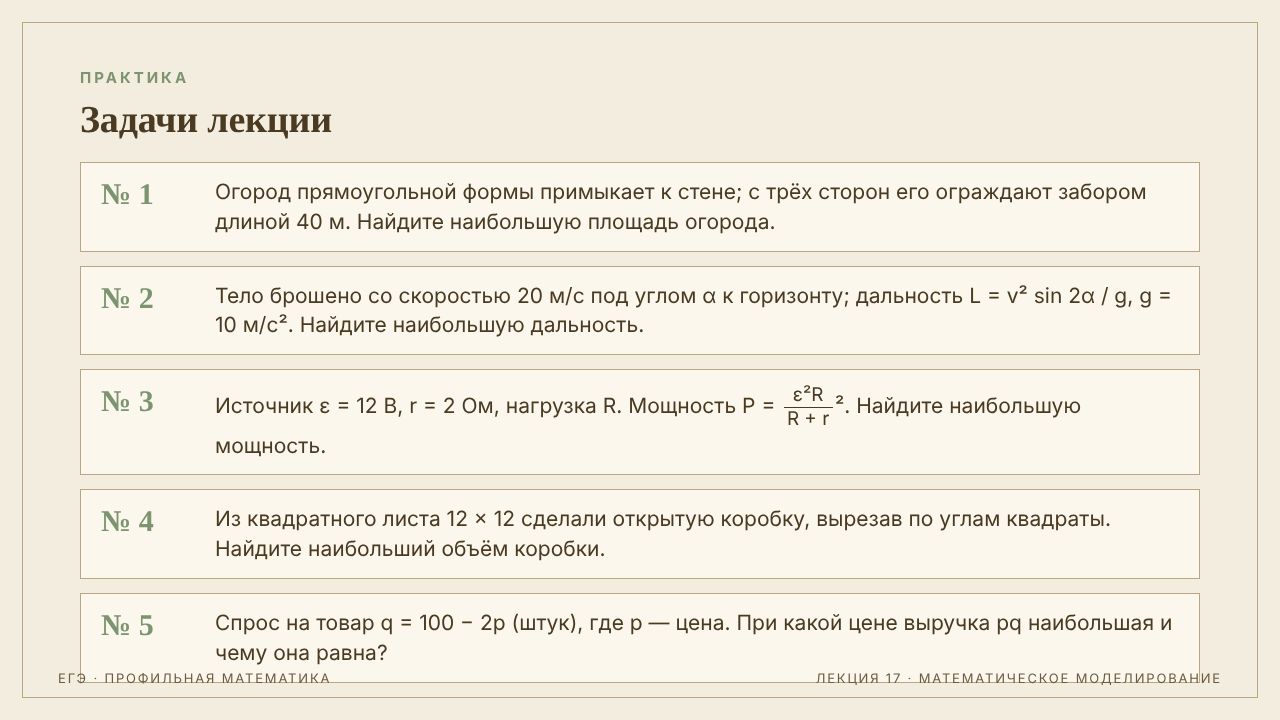 ПРАКТИКА
Задачи лекции
№ 1
Огород прямоугольной формы примыкает к стене; с трёх сторон его ограждают забором
длиной 40 м. Найдите наибольшую площадь огорода.
№ 2
Тело брошено со скоростью 20 м/с под углом α к горизонту; дальность L = v² sin 2α / g, g =
10 м/с². Найдите наибольшую дальность.
№ 3
Источник ε = 12 В, r = 2 Ом, нагрузка R. Мощность P = ε²R / R + r ². Найдите наибольшую
мощность.
№ 4
Из квадратного листа 12 × 12 сделали открытую коробку, вырезав по углам квадраты.
Найдите наибольший объём коробки.
№ 5
Спрос на товар q = 100 − 2p (штук), где p — цена. При какой цене выручка pq наибольшая и
чему она равна?
ЕГЭ · ПРОФИЛЬНАЯ МАТЕМАТИКА
ЛЕКЦИЯ 17 · МАТЕМАТИЧЕСКОЕ МОДЕЛИРОВАНИЕ